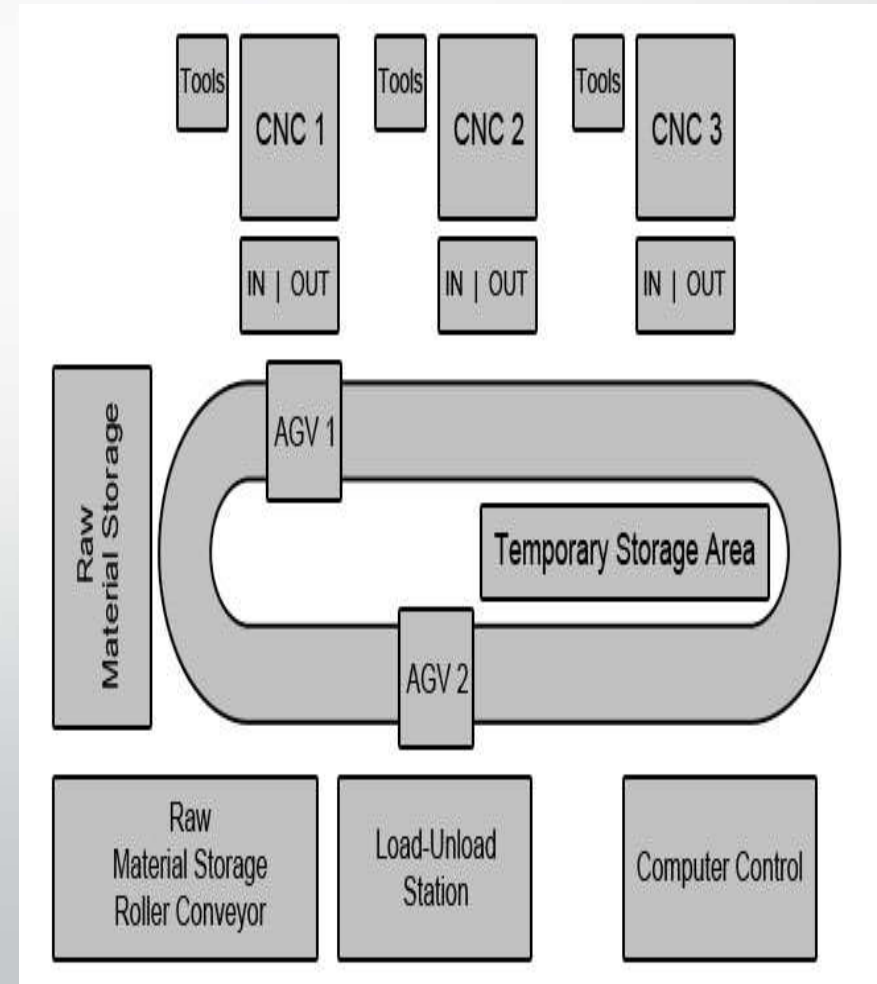 Tools
CNC 1
Tools
CNC 2
Tools
CNC 3
IN | OUT
IN | OUT
IN | OUT
Raw
Material Storage
AGV 1
Temporary Storage Area
AGV 2
Raw
Material Storage
Roller Conveyor
Load-Unload
Station
Computer Control